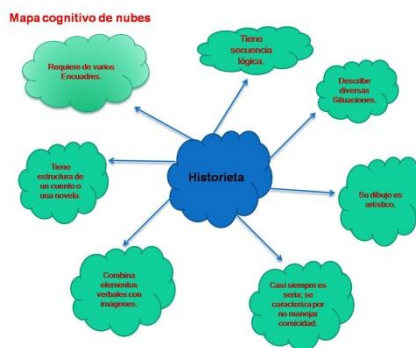 Mapa cognitivo de nubes
Tiene
secuencia
lógica.
Requiere de varios
Encuadres.
Describe
diversas
Situaciones.
Historieta
Tiene
estructura de
un cuento o
una novela.
Su dibujo es
artístico.
Combina
elementos
verbales con
imágenes.
Casi siempre es
seria; se
caracteriza por
no manejar
comicidad.